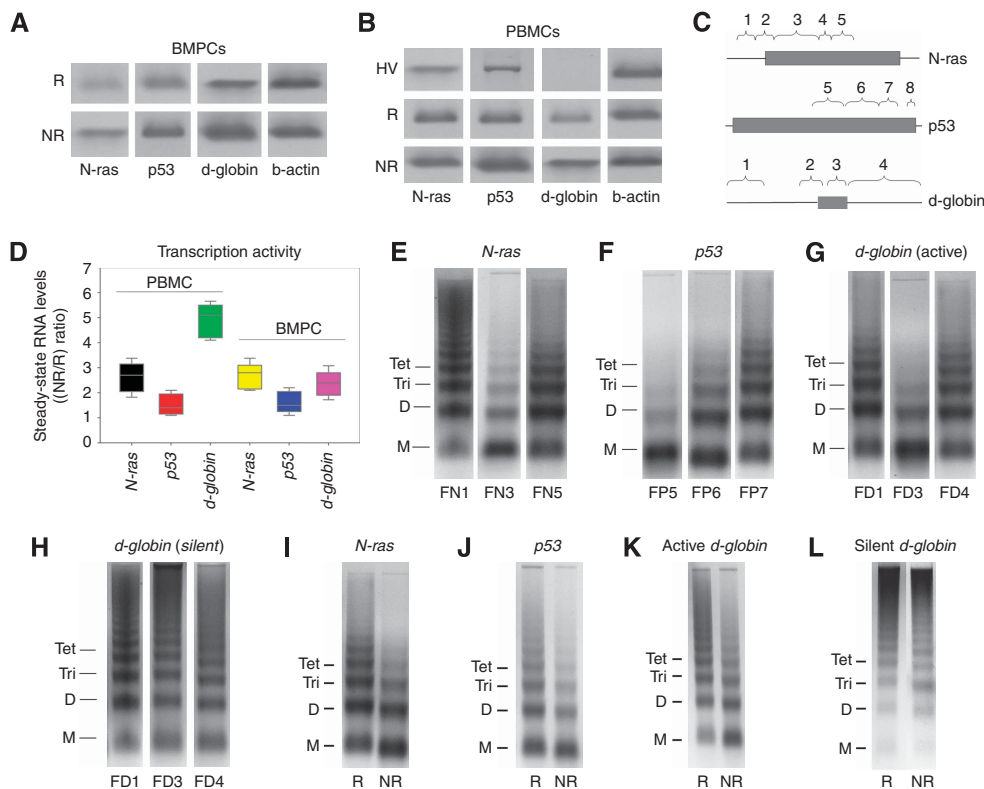 A
BMPCs
R
NR
N-ras p53 d-globin b-actin
B
PBMCs
HV
R
NR
N-ras p53 d-globin b-actin
C
1 2 3 4 5
N-ras
5 6 7 8
p53
1 2 3 4
d-globin
D
Transcription activity
Steady-state RNA levels
((NR/R) ratio)
7
6
5
4
3
2
1
0
PBMC
BMPC
N-ras p53 d-globin N-ras p53 d-globin
E
N-ras
Tet
Tri
D
M
FN1 FN3 FN5
F
p53
Tet
Tri
D
M
FP5 FP6 FP7
G
d-globin (active)
Tet
Tri
D
M
FD1 FD3 FD4
H
d-globin (silent)
Tet
Tri
D
M
FD1 FD3 FD4
I
N-ras
Tet
Tri
D
M
R NR
J
p53
Tet
Tri
D
M
R NR
K
Active d-globin
Tet
Tri
D
M
R NR
L
Silent d-globin
Tet
Tri
D
M
R NR